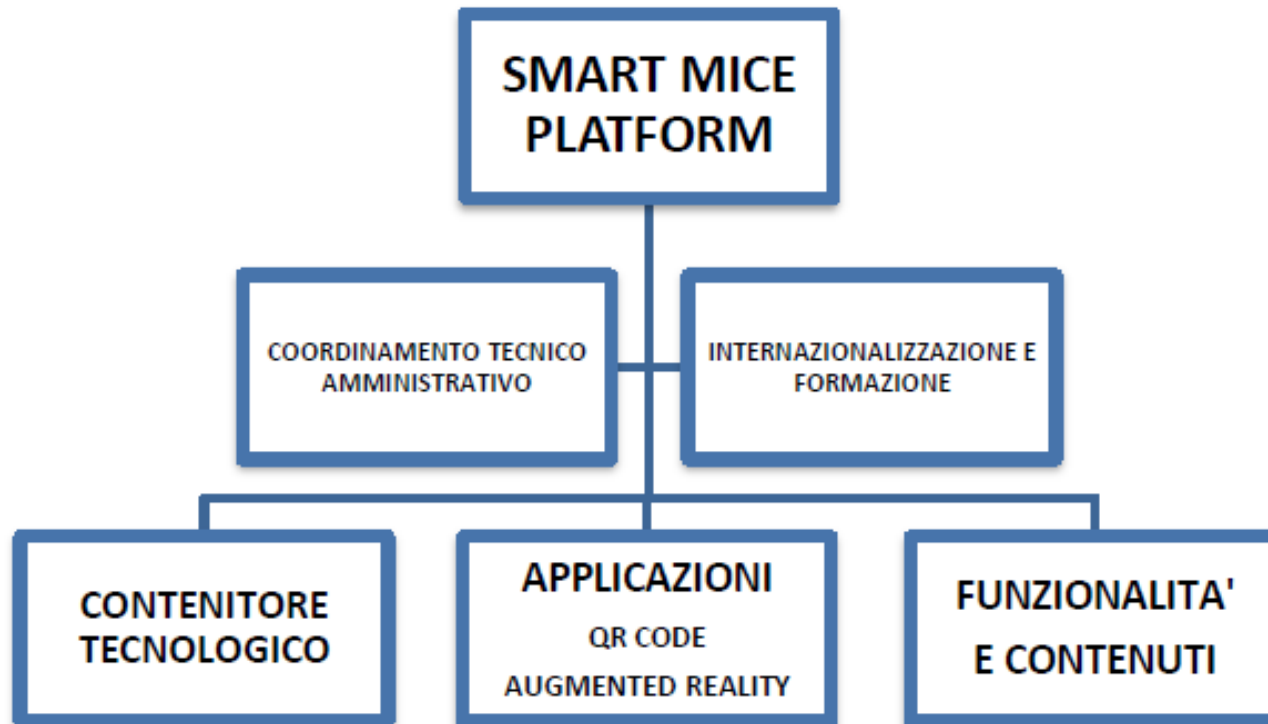 SMART MICE
PLATFORM
COORDINAMENTO TECNICO
AMMINISTRATIVO
INTERNAZIONALIZZAZIONE E
FORMAZIONE
CONTENITORE
TECNOLOGICO
APPLICAZIONI
QR CODE
AUGMENTED REALITY
FUNZIONALITA'
E CONTENUTI